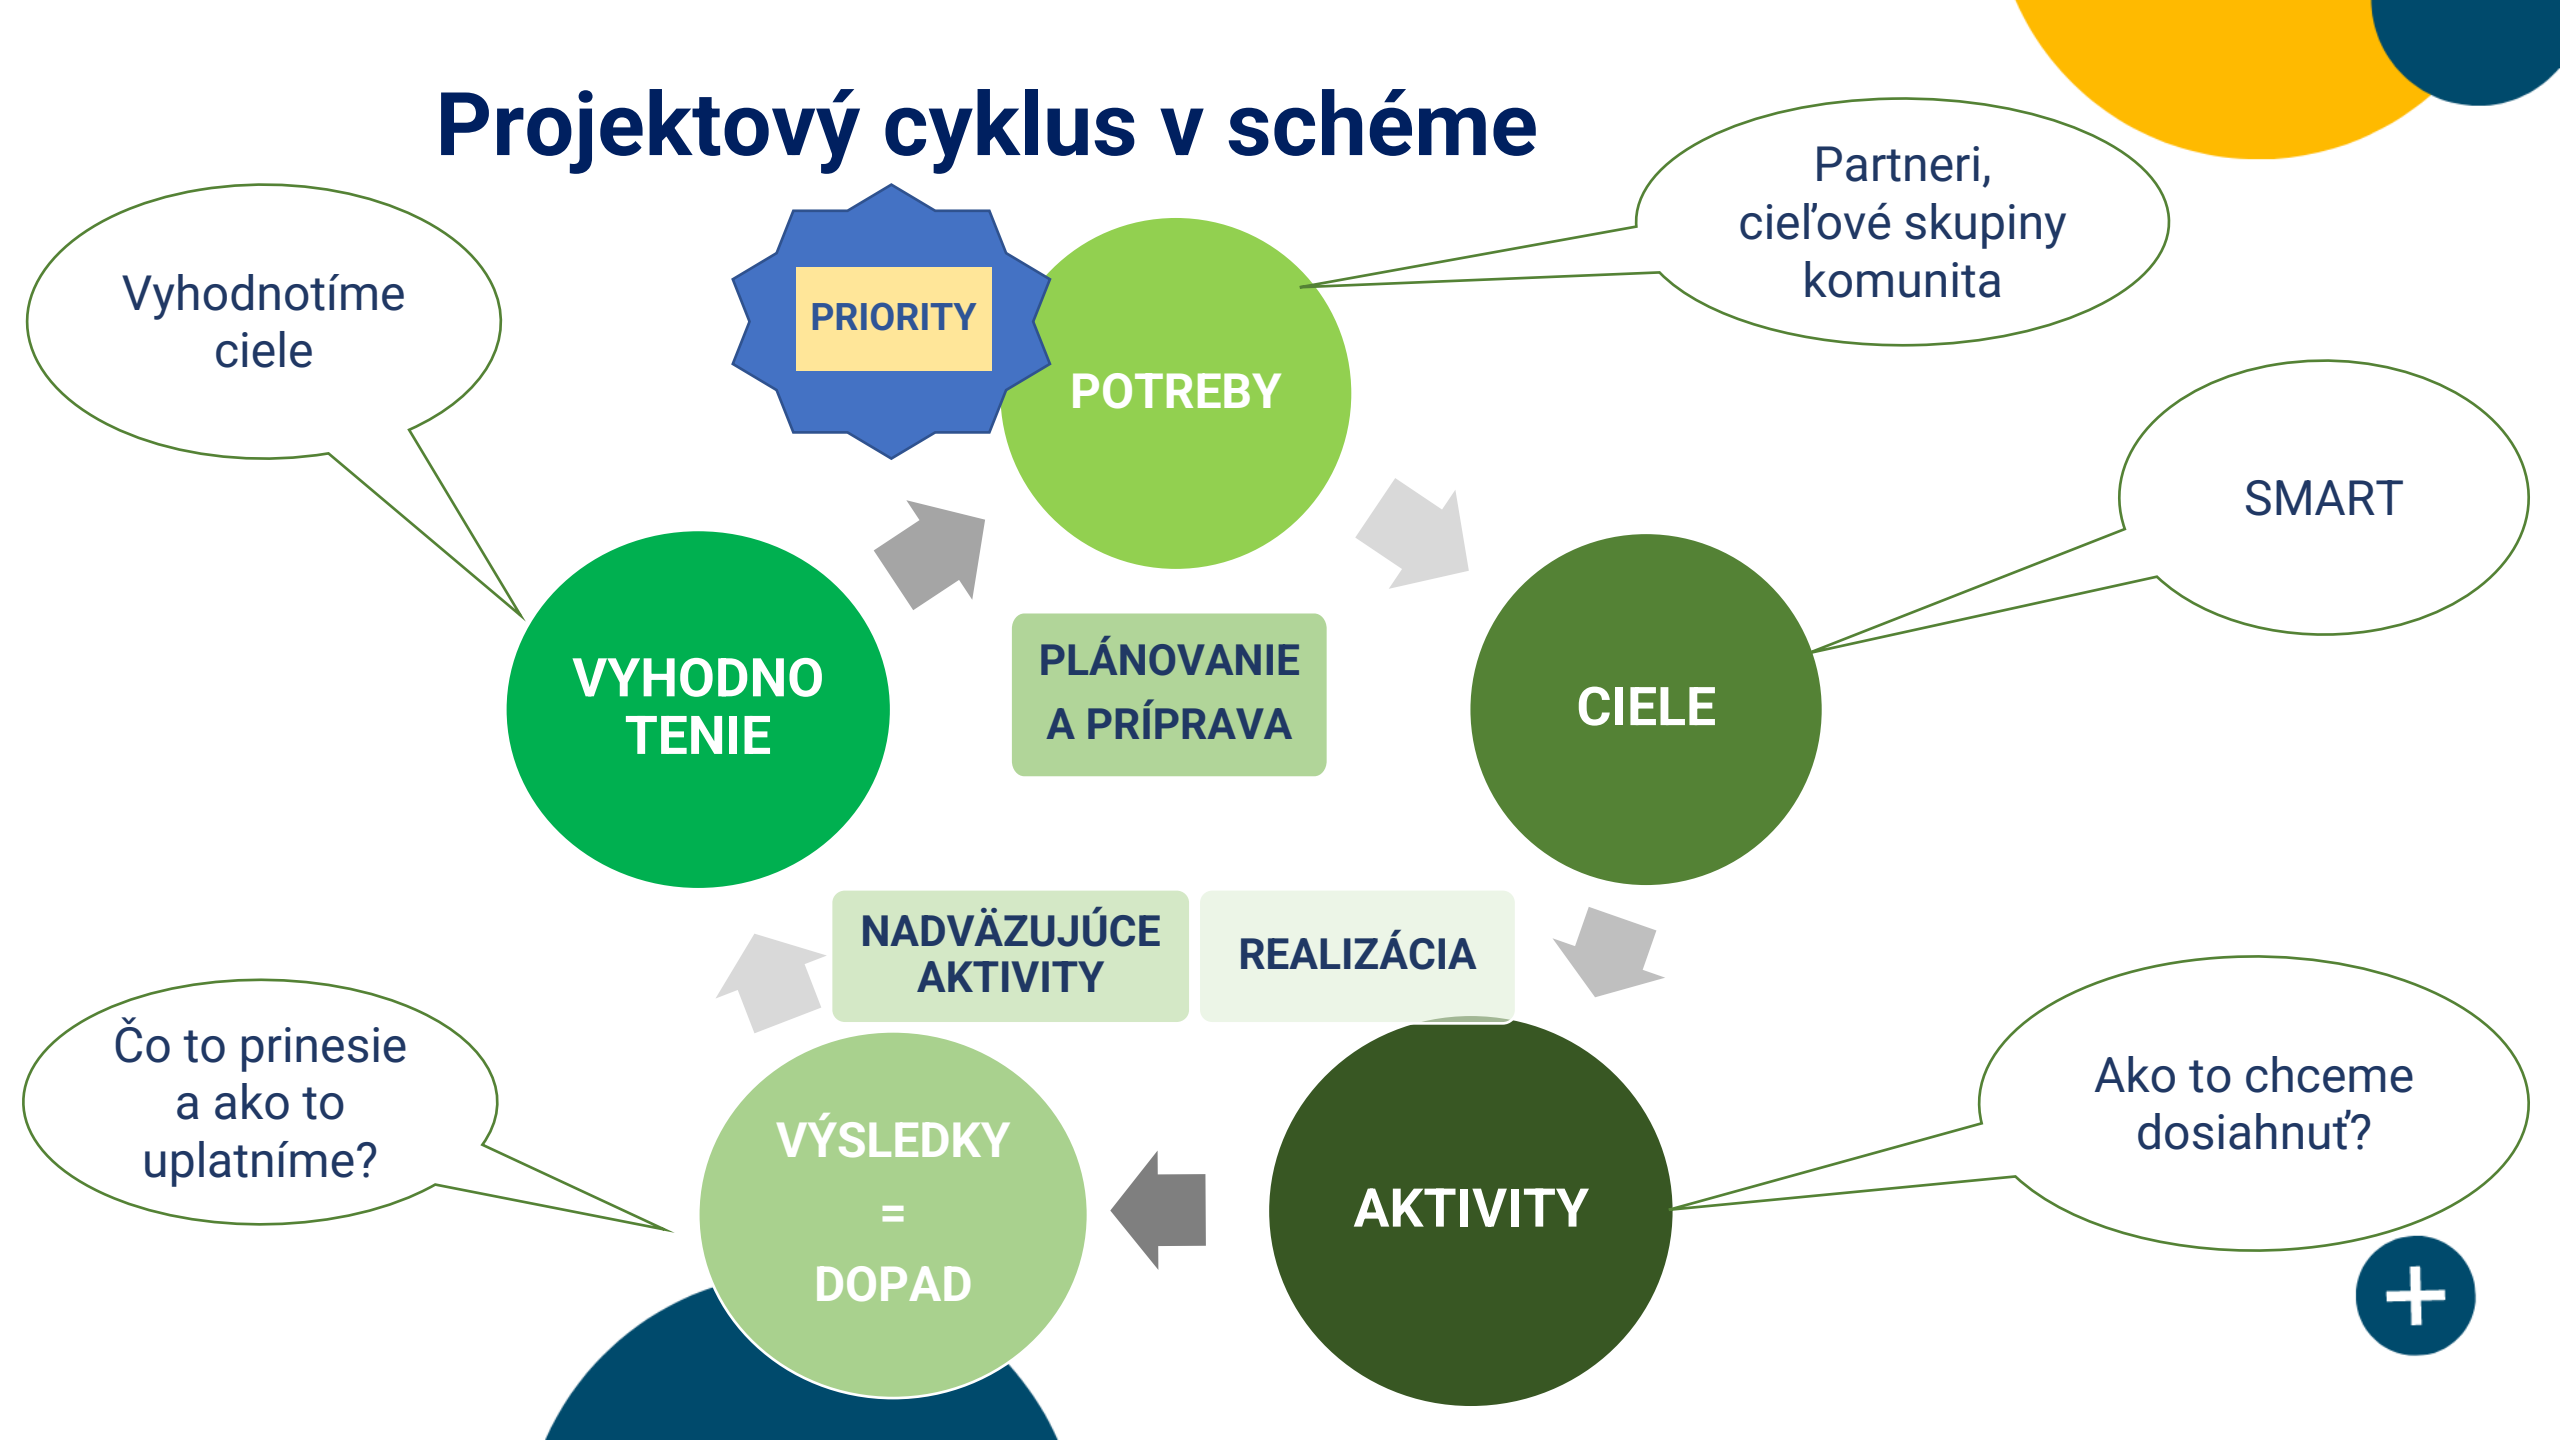 Projektový cyklus v schéme
Partneri,
cieľové skupiny
komunita
Vyhodnotíme
ciele
PRIORITY
POTREBY
SMART
VYHODNO
TENIE
PLÁNOVANIE
A PRÍPRAVA
CIELE
NADVÄZUJÚCE
AKTIVITY
REALIZÁCIA
Čo to prinesie
a ako to
uplatníme?
VÝSLEDKY
=
DOPAD
AKTIVITY
Ako to chceme
dosiahnuť?